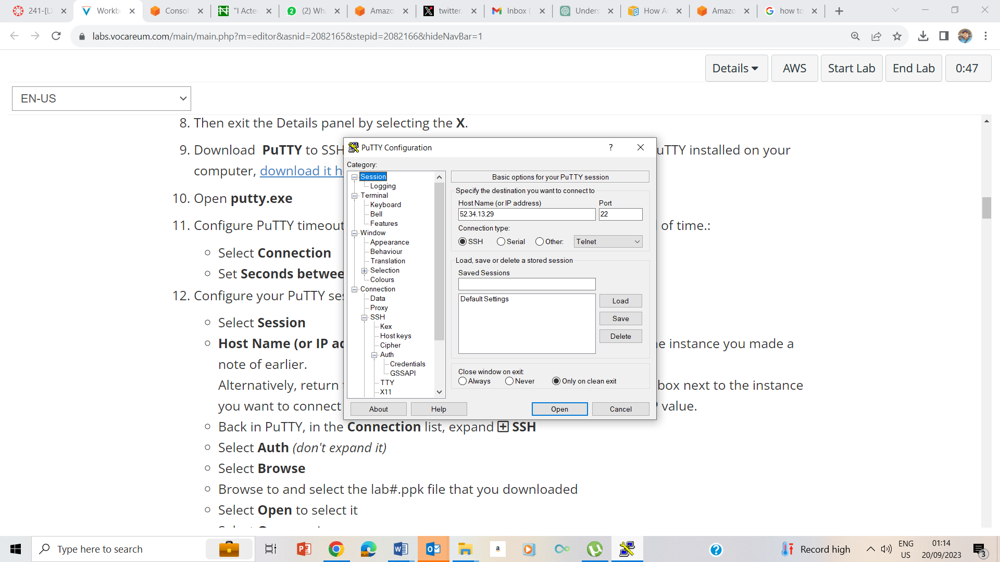 241-[LX
Workb
Consol
"I Acte
(2) Wh
Amazo
twitter.
Inbox (
Unders
How A
Amazo
how to
labs.vocareum.com/main/main.php?m=editor&asnid=2082165&stepid=2082166&hideNavBar=1
Details
AWS
Start Lab
End Lab
0:47
EN-US
8. Then exit the Details panel by selecting the X.
9. Download PuTTY to SSH
uTTY installed on your
computer, download it h
10. Open putty.exe
11. Configure PuTTY timeout
of time.:
Select Connection
Set Seconds betwee
12. Configure your PuTTY ses
Select Session
Host Name (or IP ad
e instance you made a
note of earlier.
Alternatively, return
box next to the instance
you want to connect
value.
Back in PuTTY, in the Connection list, expand SSH
Select Auth (don't expand it)
Select Browse
Browse to and select the lab#.ppk file that you downloaded
Select Open to select it
PuTTY Configuration
?
Category:
Session
Logging
Terminal
Keyboard
Bell
Features
Window
Appearance
Behaviour
Translation
Selection
Colours
Connection
Data
Proxy
SSH
Kex
Host keys
Cipher
Auth
Credentials
GSSAPI
TTY
X11
Basic options for your PuTTY session
Specify the destination you want to connect to
Host Name (or IP address)
Port
52.34.13.29
22
Connection type:
SSH
Serial
Other:
Telnet
Load, save or delete a stored session
Saved Sessions
Default Settings
Load
Save
Delete
Close window on exit:
Always
Never
Only on clean exit
About
Help
Open
Cancel
Type here to search
a
Record high
ENG
US
01:14
20/09/2023
3